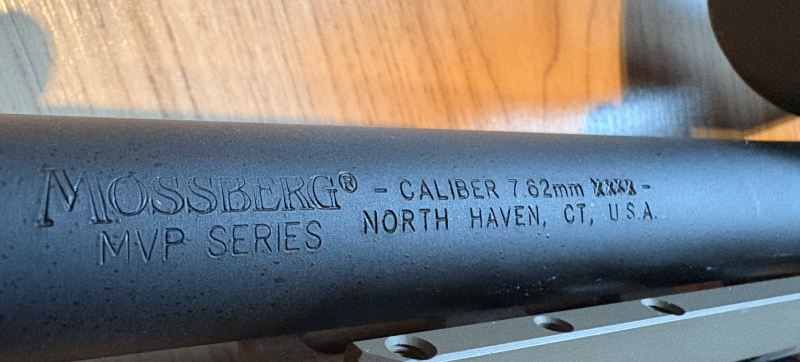 MOSSBERG® - CALIBER 7.62mm -
MVP SERIES NORTH HAVEN, CT, U.S.A.